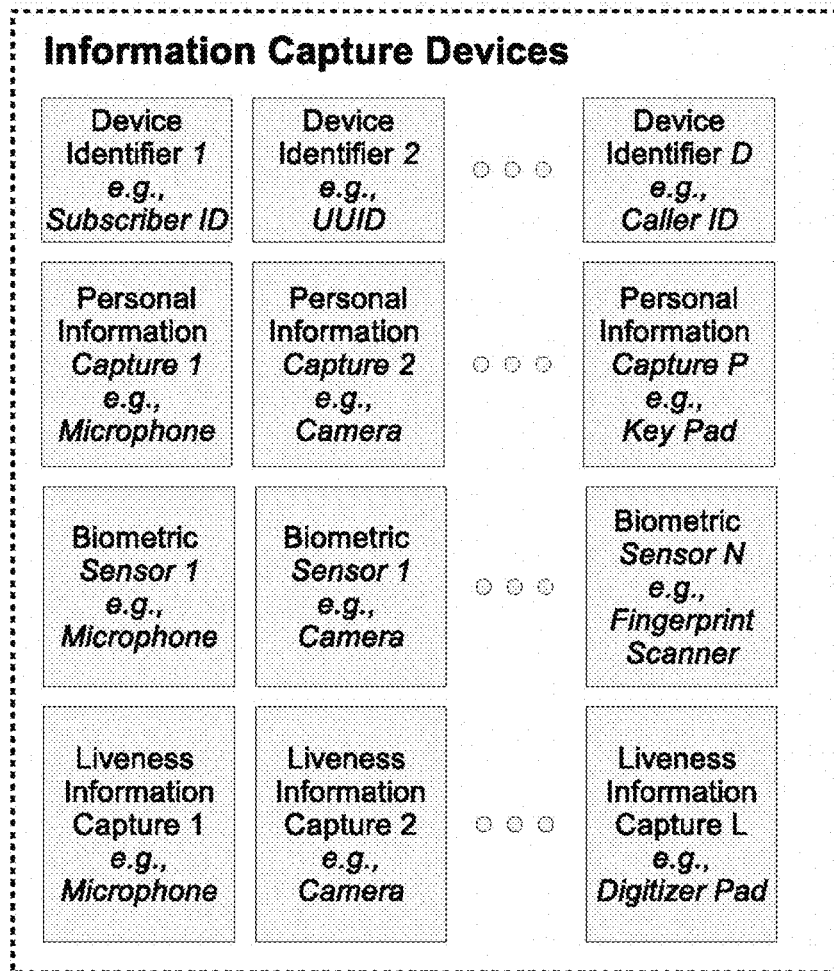 Information Capture Devices
Device
Identifier 1
e.g.,
Subscriber ID
Device
Identifier 2
e.g.,
UUID
Device
Identifier D
e.g.,
Caller ID
Personal
Information
Capture 1
e.g.,
Microphone
Personal
Information
Capture 2
e.g.,
Camera
Personal
Information
Capture P
e.g.,
Key Pad
Biometric
Sensor 1
e.g.,
Microphone
Biometric
Sensor 1
e.g.,
Camera
Biometric
Sensor N
e.g.,
Fingerprint
Scanner
Liveness
Information
Capture 1
e.g.,
Microphone
Liveness
Information
Capture 2
e.g.,
Camera
Liveness
Information
Capture L
e.g.,
Digitizer Pad